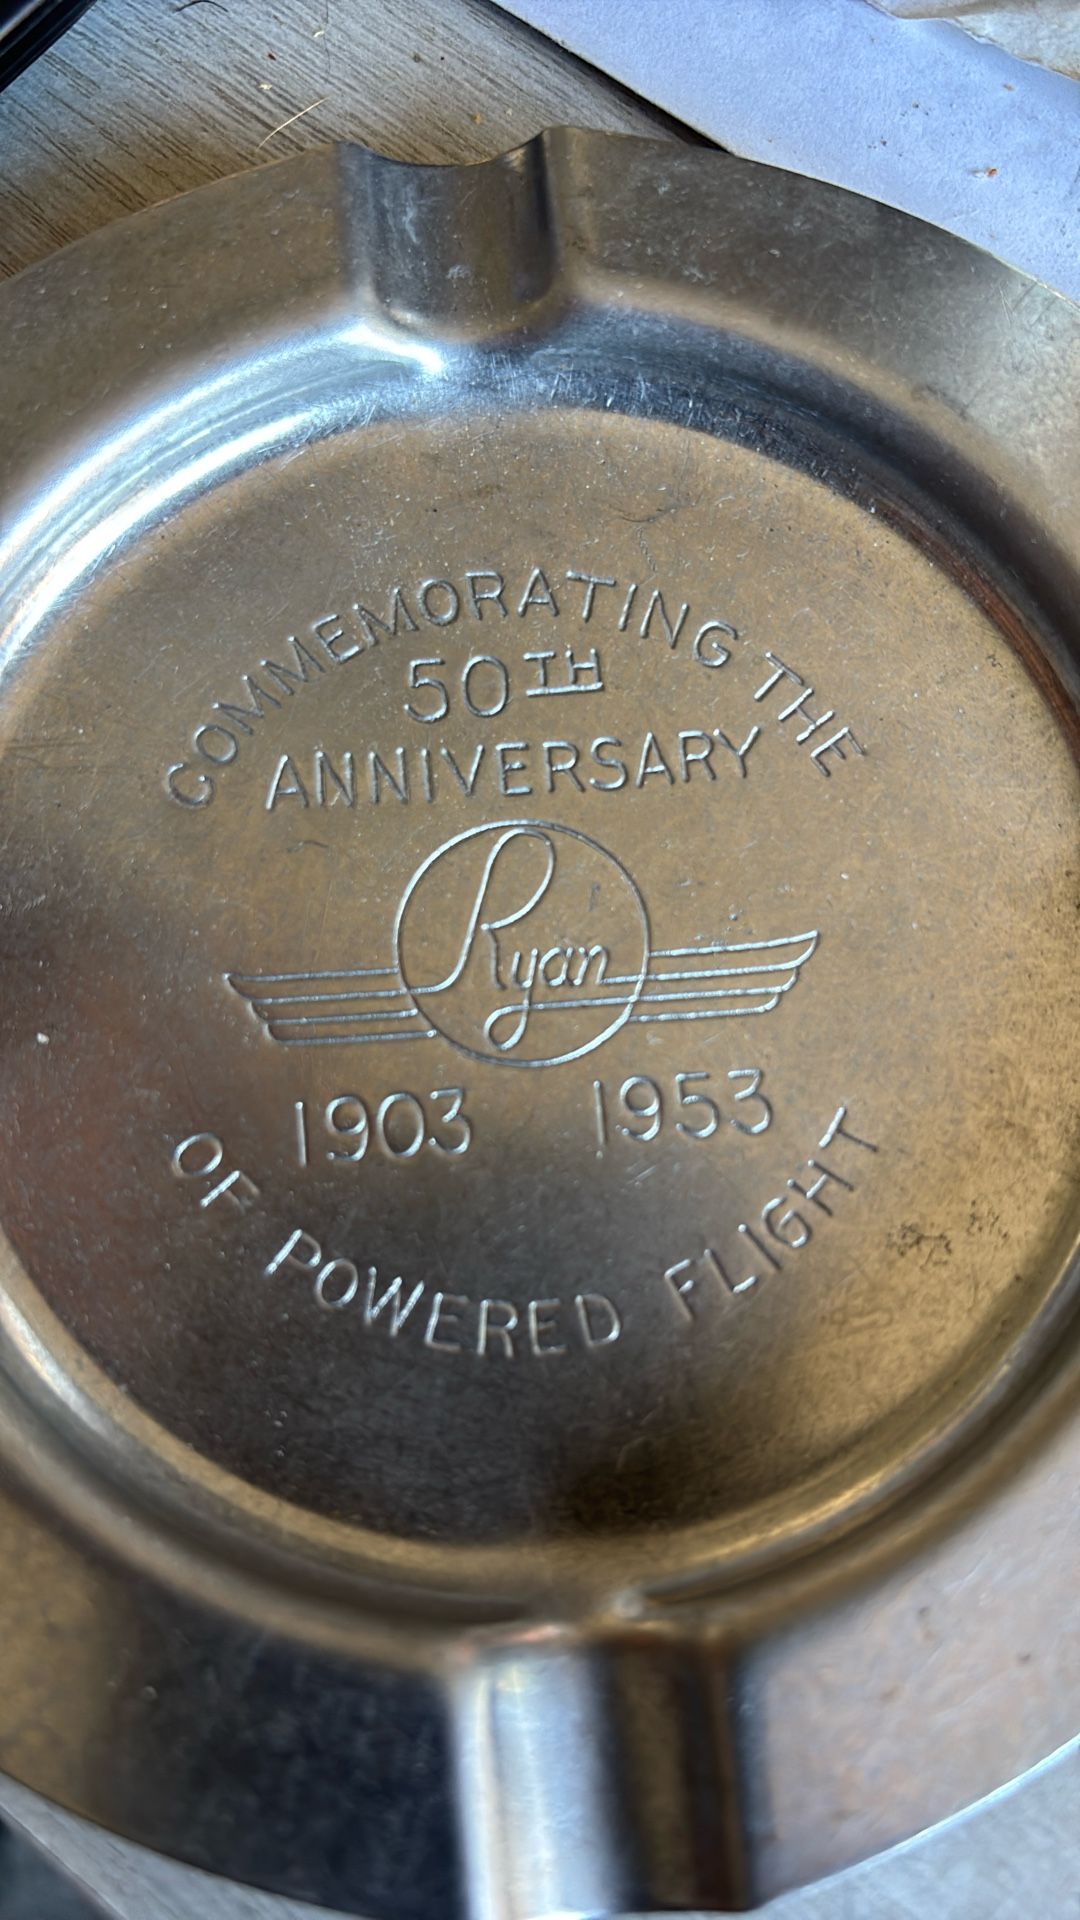 COMMEMORATING THE
50TH
ANNIVERSARY
Ryan
1903 1953
OF POWERED FLIGHT